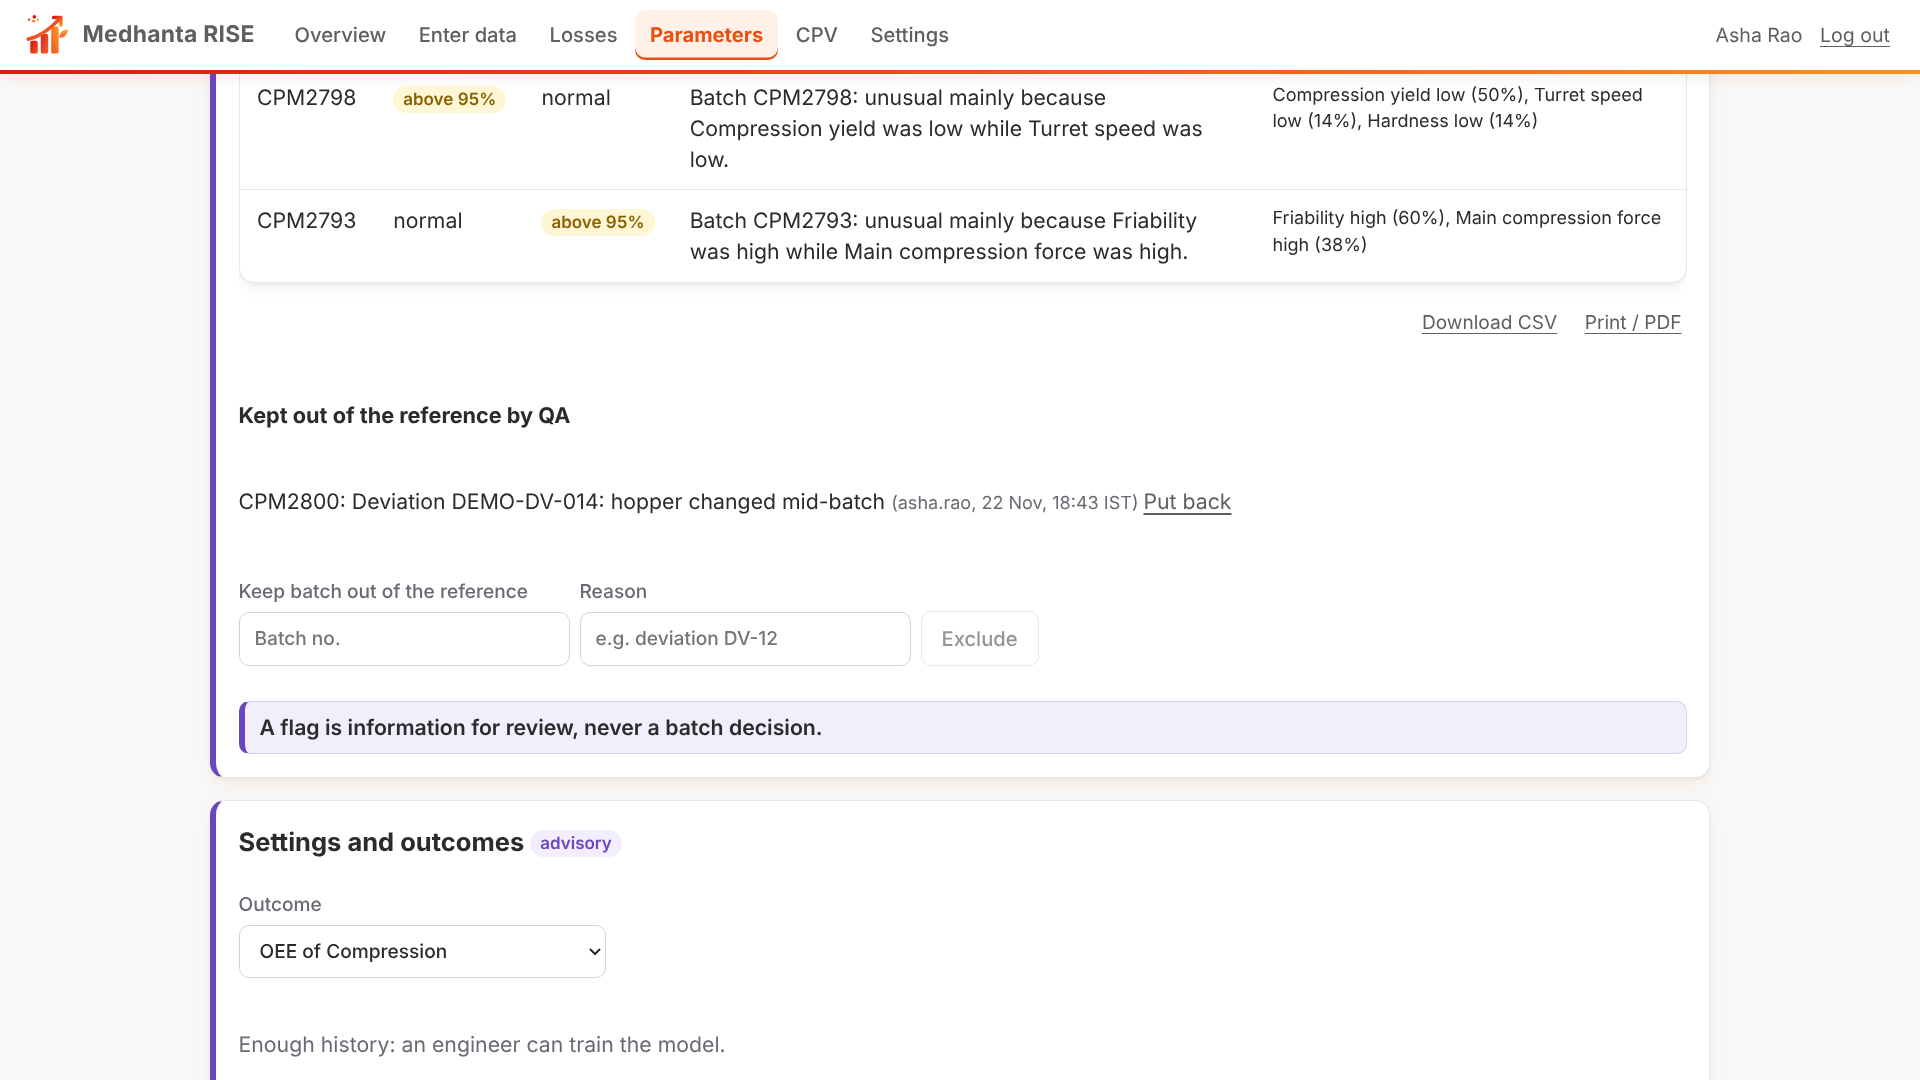 Medhanta RISE Overview Enter data Losses Parameters CPV Settings Asha Rao Log out
CPM2798 above 95% normal Batch CPM2798: unusual mainly because Compression yield low (50%), Turret speed
Compression yield was low while Turret speed was low (14%), Hardness low (14%)
low.
CPM2793 normal above 95% Batch CPM2793: unusual mainly because Friability Friability high (60%), Main compression force
was high while Main compression force was high. high (38%)
Download CSV Print / PDF
Kept out of the reference by QA
CPM2800: Deviation DEMO-DV-014: hopper changed mid-batch (asha.rao, 22 Nov, 18:43 IST) Put back
Keep batch out of the reference Reason
Batch no. e.g. deviation DV-12 Exclude
A flag is information for review, never a batch decision.
Settings and outcomes advisory
Outcome
OEE of Compression
Enough history: an engineer can train the model.